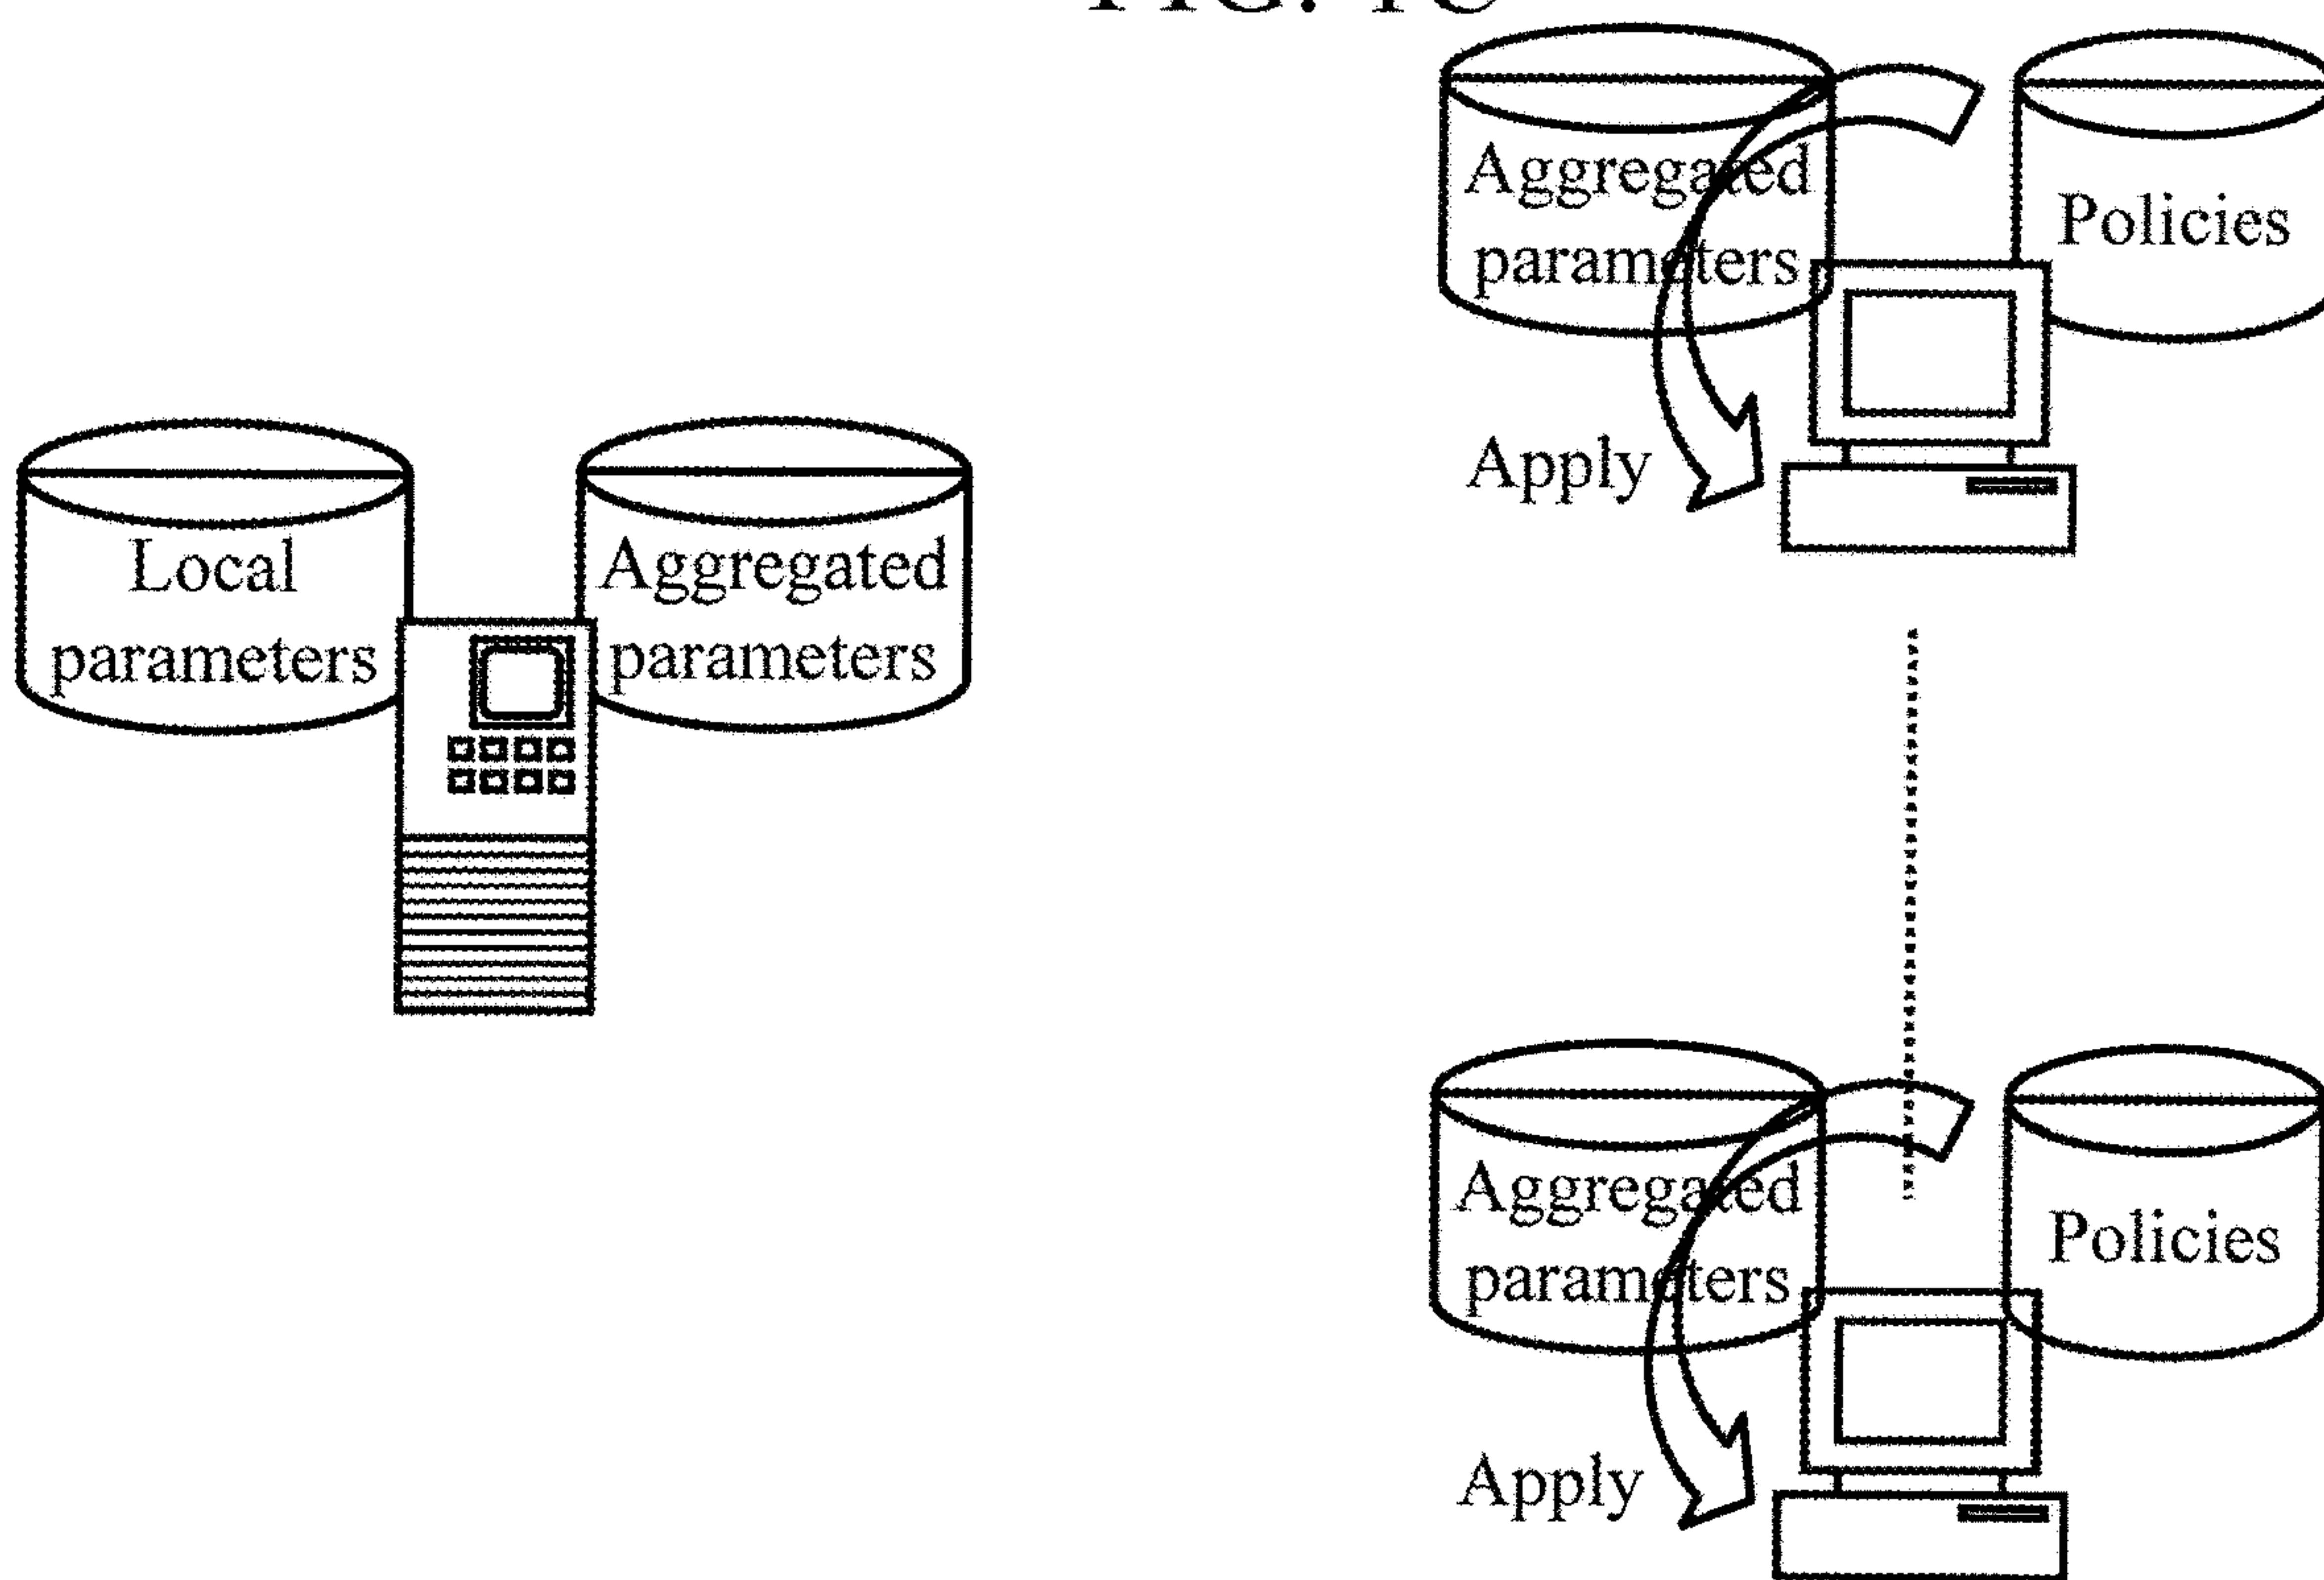 Aggregated
parameters
Policies
Apply
Local
parameters
Aggregated
parameters
Aggregated
parameters
Policies
Apply